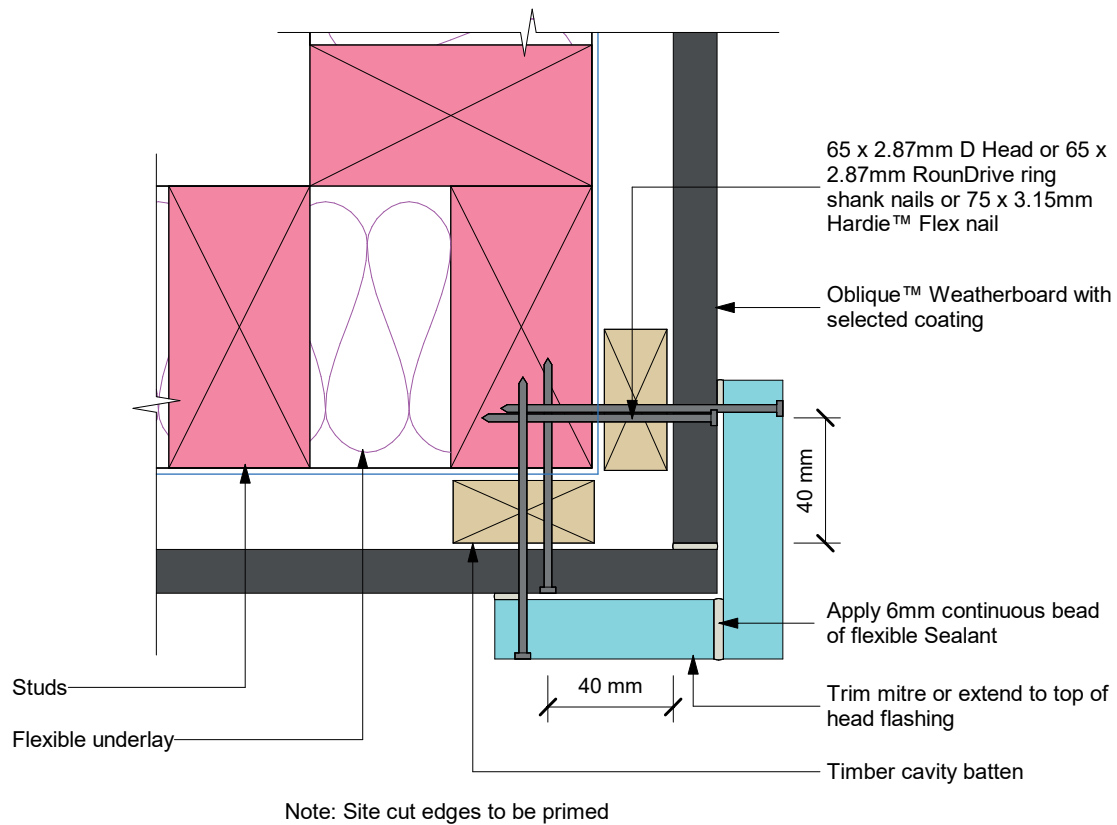 65 x 2.87mm D Head or 65 x
2.87mm RounDrive ring
shank nails or 75 x 3.15mm
Hardie™ Flex nail
Oblique™ Weatherboard with
selected coating
40 mm
Apply 6mm continuous bead
of flexible Sealant
40 mm
Trim mitre or extend to top of
head flashing
Studs
Flexible underlay
Timber cavity batten
Note: Site cut edges to be primed